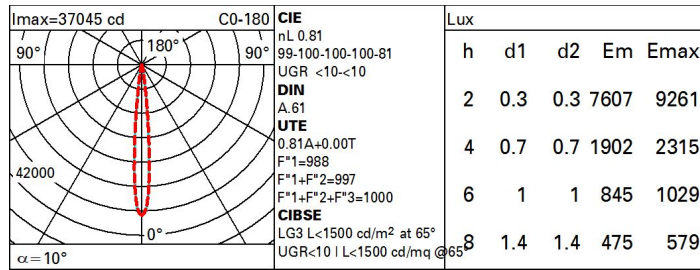 Imax=37045 cd C0-180
90° 180° 90°
42000
0°
α=10°
CIE
nL 0.81
99-100-100-100-81
UGR <10-<10
DIN
A.61
UTE
0.81A+0.00T
F"1=988
F"1+F"2=997
F"1+F"2+F"3=1000
CIBSE
LG3 L<1500 cd/m² at 65°
UGR<10 | L<1500 cd/mq @65°
Lux
h d1 d2 Em Emax
2 0.3 0.3 7607 9261
4 0.7 0.7 1902 2315
6 1 1 845 1029
8 1.4 1.4 475 579